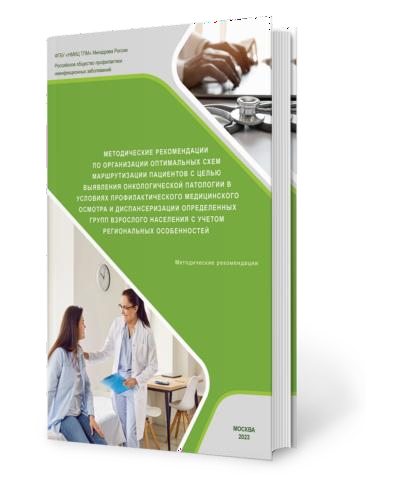 ФГБУ «НМИЦ ТПМ» Минздрава России
Российское общество профилактики
неинфекционных заболеваний
МЕТОДИЧЕСКИЕ РЕКОМЕНДАЦИИ
ПО ОРГАНИЗАЦИИ ОПТИМАЛЬНЫХ СХЕМ
МАРШРУТИЗАЦИИ ПАЦИЕНТОВ С ЦЕЛЬЮ
ВЫЯВЛЕНИЯ ОНКОЛОГИЧЕСКОЙ ПАТОЛОГИИ В
УСЛОВИЯХ ПРОФИЛАКТИЧЕСКОГО МЕДИЦИНСКОГО
ОСМОТРА И ДИСПАНСЕРИЗАЦИИ ОПРЕДЕЛЕННЫХ
ГРУПП ВЗРОСЛОГО НАСЕЛЕНИЯ С УЧЕТОМ
РЕГИОНАЛЬНЫХ ОСОБЕННОСТЕЙ
Методические рекомендации
МОСКВА
2023